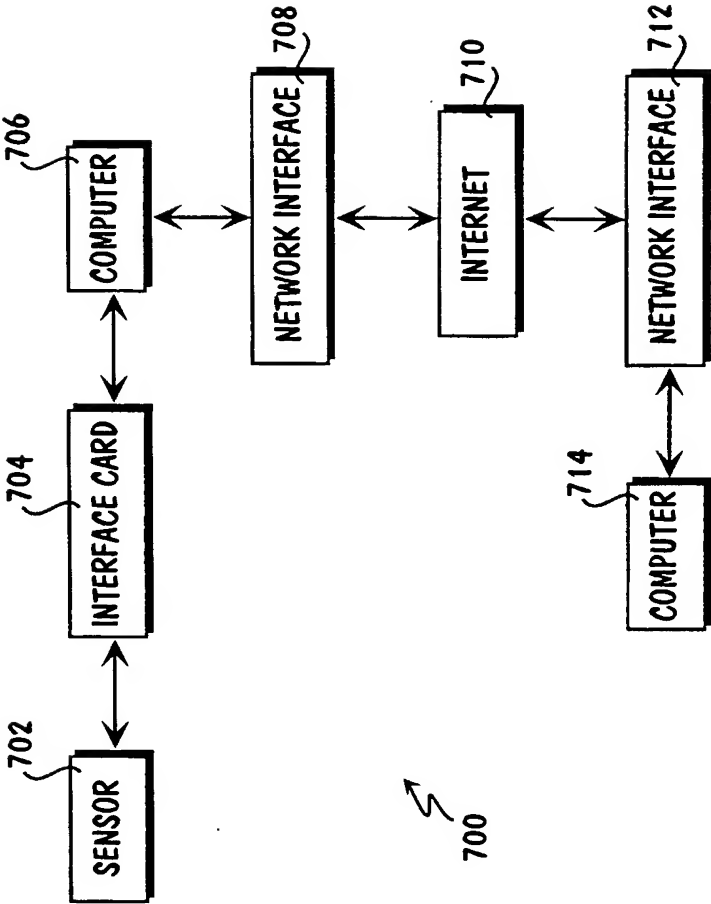 702
SENSOR
704
INTERFACE CARD
706
COMPUTER
708
NETWORK INTERFACE
710
INTERNET
712
NETWORK INTERFACE
714
COMPUTER
700